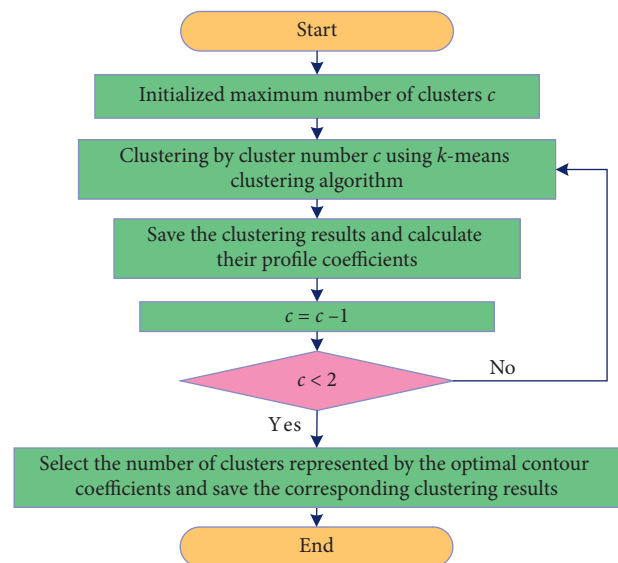 Start
Initialized maximum number of clusters c
Clustering by cluster number c using k-means
clustering algorithm
Save the clustering results and calculate
their profile coefficients
c = c –1
c < 2
No
Yes
Select the number of clusters represented by the optimal contour
coefficients and save the corresponding clustering results
End